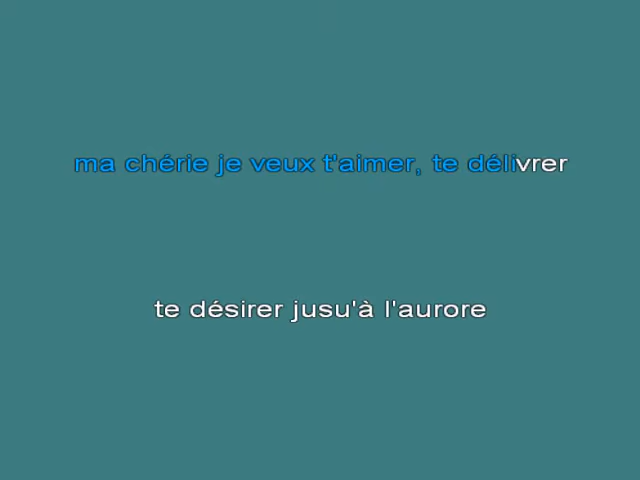 ma chérie je veux t'aimer, te délivrer
te désirer jusu'à l'aurore